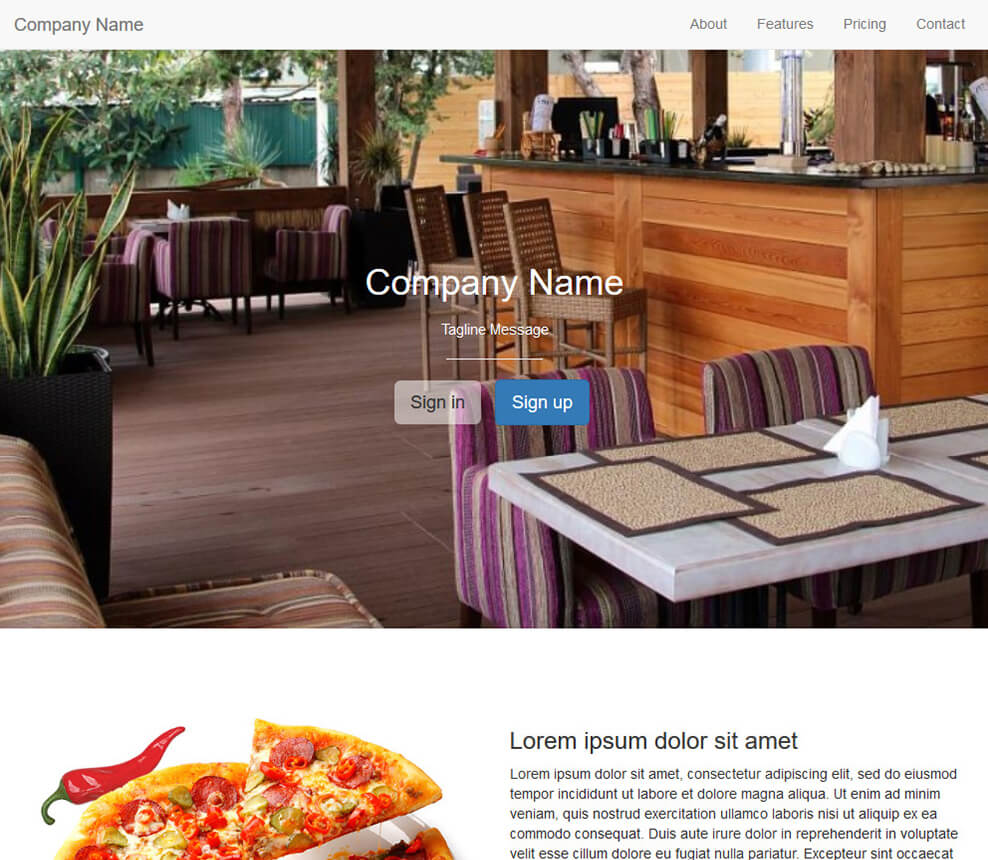 Company Name
About Features Pricing Contact
Company Name
Tagline Message
Sign in Sign up
Lorem ipsum dolor sit amet
Lorem ipsum dolor sit amet, consectetur adipiscing elit, sed do eiusmod
tempor incididunt ut labore et dolore magna aliqua. Ut enim ad minim
veniam, quis nostrud exercitation ullamco laboris nisi ut aliquip ex ea
commodo consequat. Duis aute irure dolor in reprehenderit in voluptate
velit esse cillum dolore eu fugiat nulla pariatur. Excepteur sint occaecat